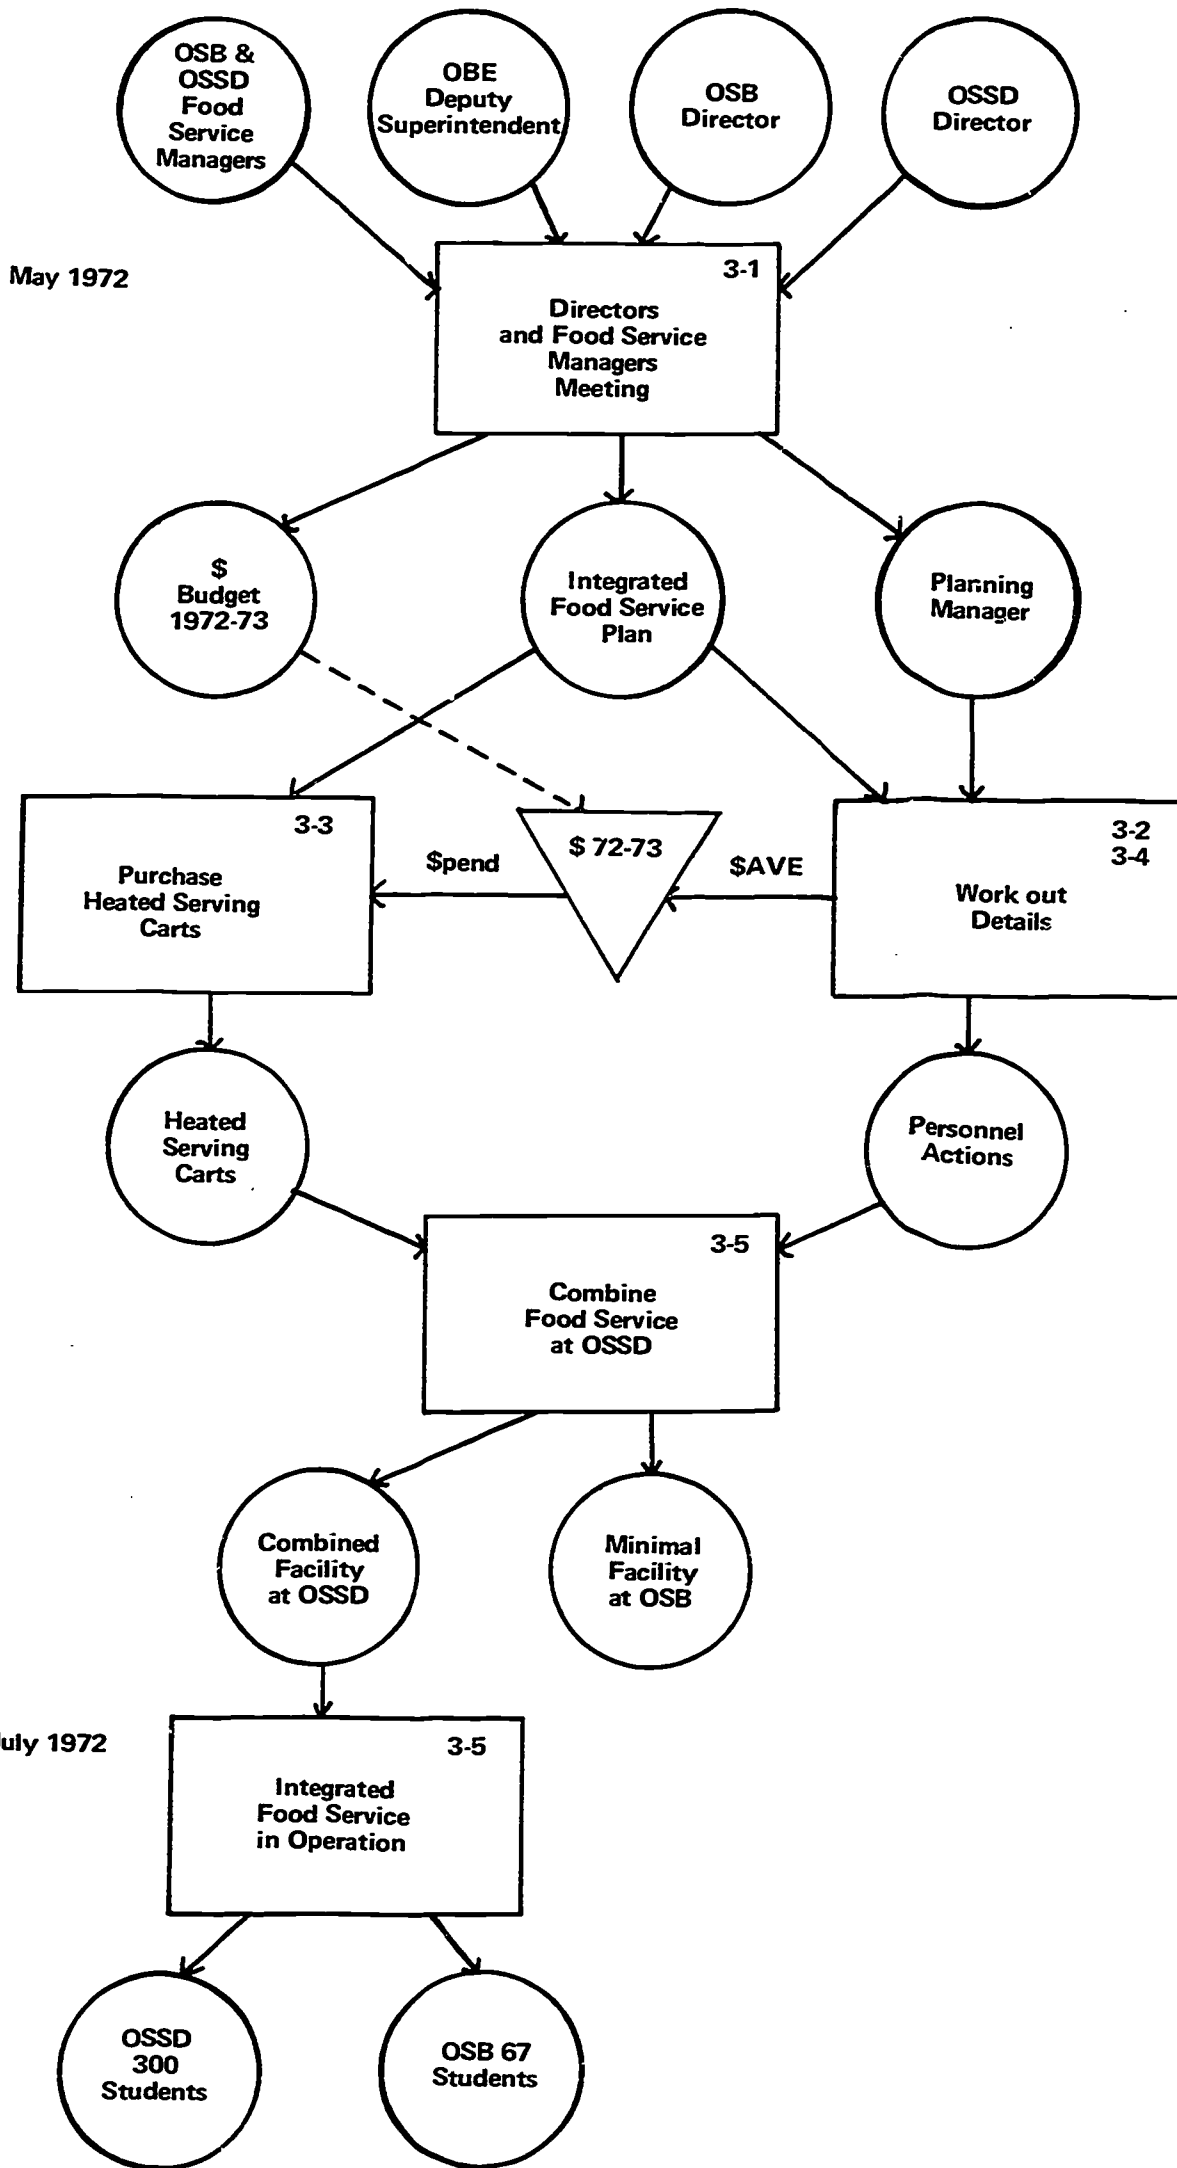 OSB &
OSSD
Food
Service
Managers
OBE
Deputy
Superintendent
OSB
Director
OSSD
Director
May 1972
3-1
Directors
and Food Service
Managers
Meeting
$
Budget
1972-73
Integrated
Food Service
Plan
Planning
Manager
3-3
Purchase
Heated Serving
Carts
$pend
$ 72-73
$AVE
3-2
3-4
Work out
Details
Heated
Serving
Carts
Personnel
Actions
3-5
Combine
Food Service
at OSSD
Combined
Facility
at OSSD
Minimal
Facility
at OSB
uly 1972
3-5
Integrated
Food Service
in Operation
OSSD
300
Students
OSB 67
Students